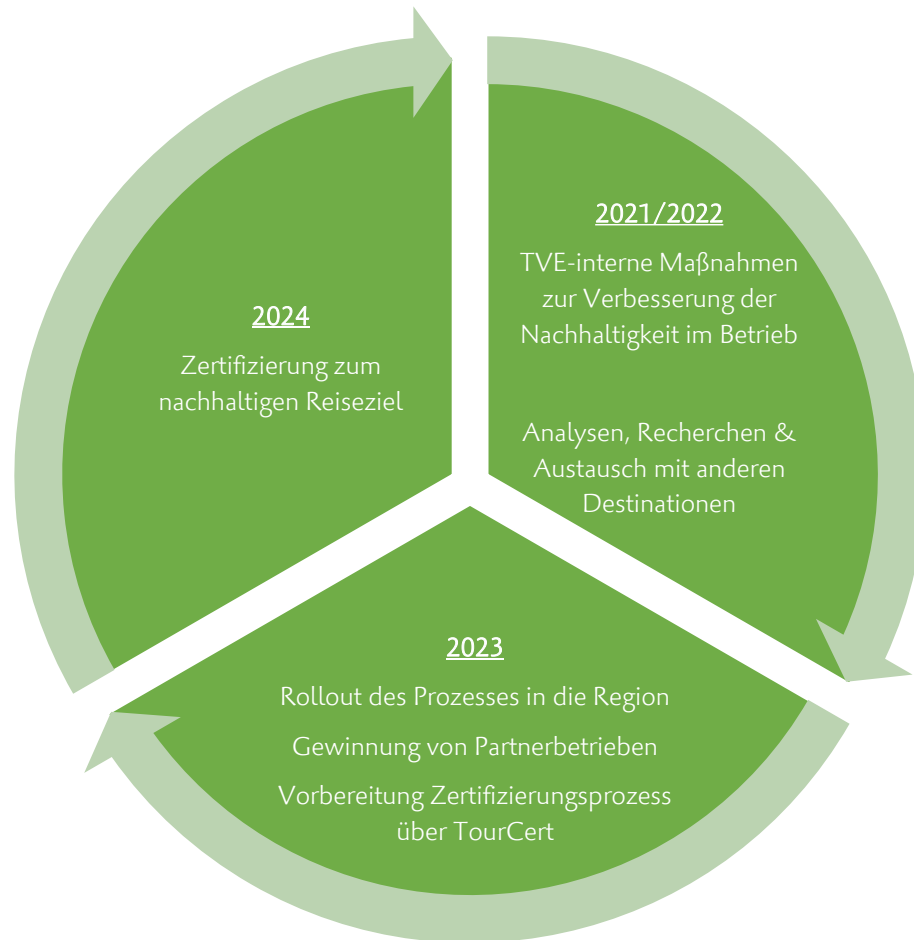 2021/2022
TVE-interne Maßnahmen
zur Verbesserung der
Nachhaltigkeit im Betrieb
Analysen, Recherchen &
Austausch mit anderen
Destinationen
2023
Rollout des Prozesses in die Region
Gewinnung von Partnerbetrieben
Vorbereitung Zertifizierungsprozess
über TourCert
2024
Zertifizierung zum
nachhaltigen Reiseziel